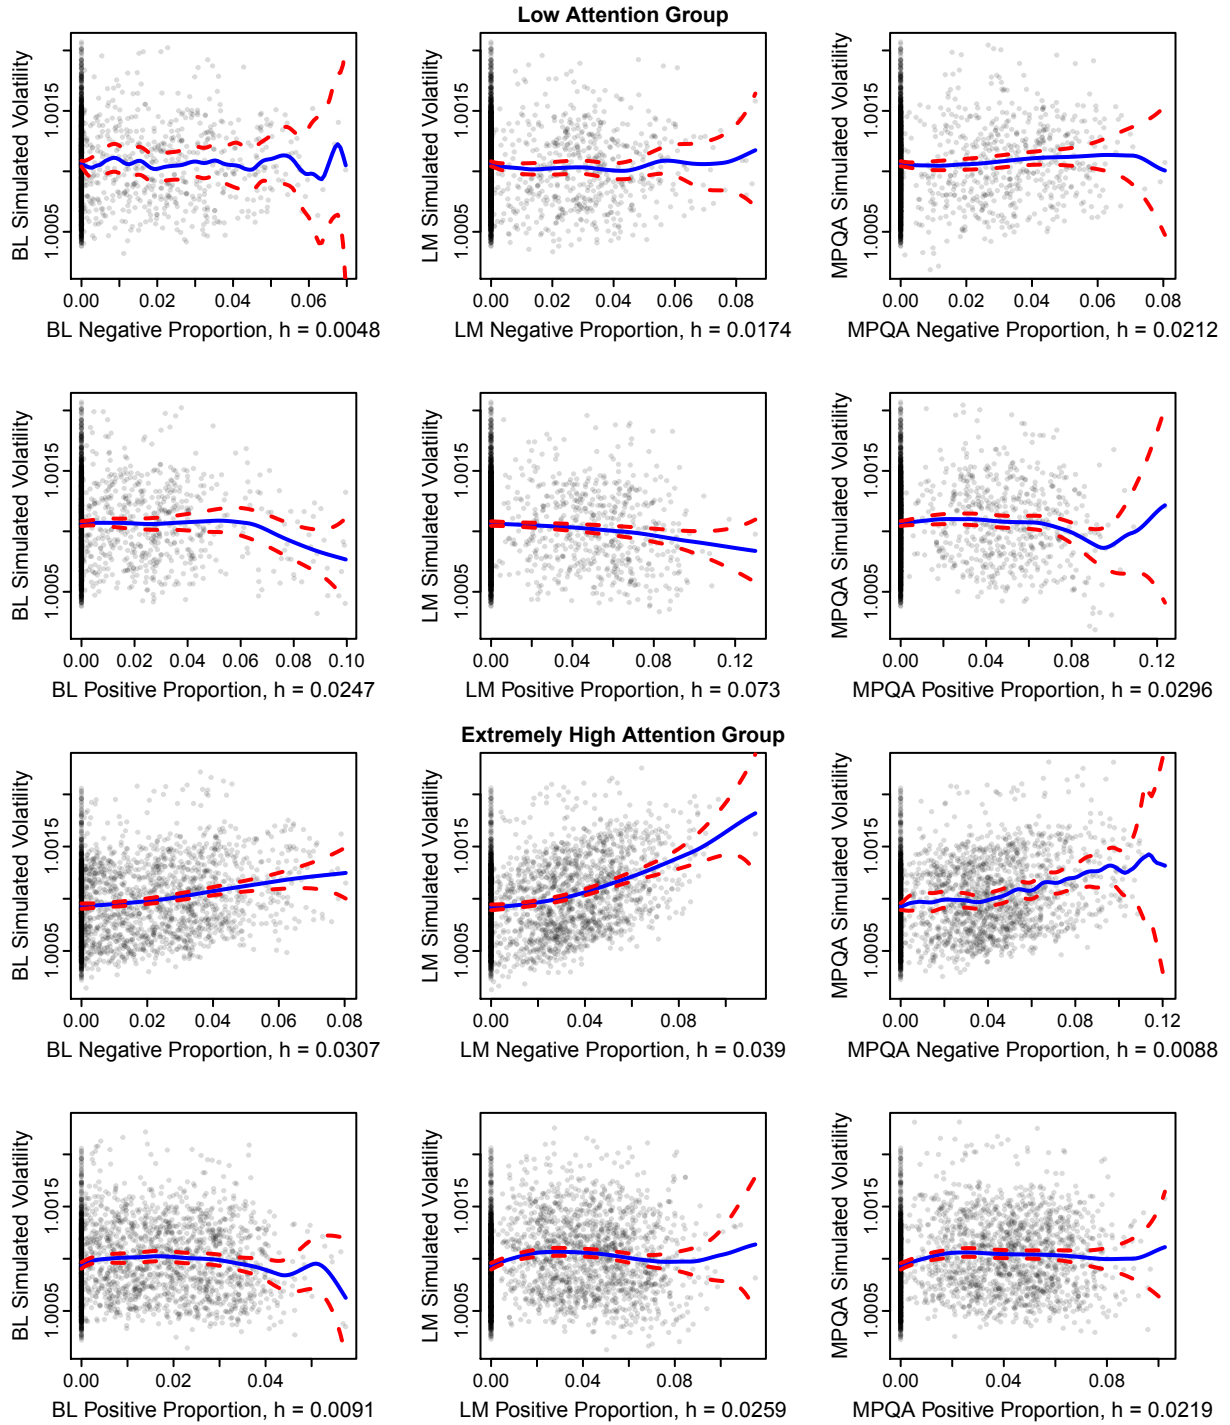 Low Attention Group
BL Simulated Volatility
1.0005 1.0015
0.00 0.02 0.04 0.06
BL Negative Proportion, h = 0.0048
LM Simulated Volatility
1.0005 1.0015
0.00 0.02 0.04 0.06 0.08
LM Negative Proportion, h = 0.0174
MPQA Simulated Volatility
1.0005 1.0015
0.00 0.02 0.04 0.06 0.08
MPQA Negative Proportion, h = 0.0212
BL Simulated Volatility
1.0005 1.0015
0.00 0.02 0.04 0.06 0.08 0.10
BL Positive Proportion, h = 0.0247
LM Simulated Volatility
1.0005 1.0015
0.00 0.04 0.08 0.12
LM Positive Proportion, h = 0.073
MPQA Simulated Volatility
1.0005 1.0015
0.00 0.04 0.08 0.12
MPQA Positive Proportion, h = 0.0296
Extremely High Attention Group
BL Simulated Volatility
1.0005 1.0015
0.00 0.02 0.04 0.06 0.08
BL Negative Proportion, h = 0.0307
LM Simulated Volatility
1.0005 1.0015
0.00 0.04 0.08
LM Negative Proportion, h = 0.039
MPQA Simulated Volatility
1.0005 1.0015
0.00 0.04 0.08 0.12
MPQA Negative Proportion, h = 0.0088
BL Simulated Volatility
1.0005 1.0015
0.00 0.02 0.04
BL Positive Proportion, h = 0.0091
LM Simulated Volatility
1.0005 1.0015
0.00 0.04 0.08
LM Positive Proportion, h = 0.0259
MPQA Simulated Volatility
1.0005 1.0015
0.00 0.04 0.08
MPQA Positive Proportion, h = 0.0219